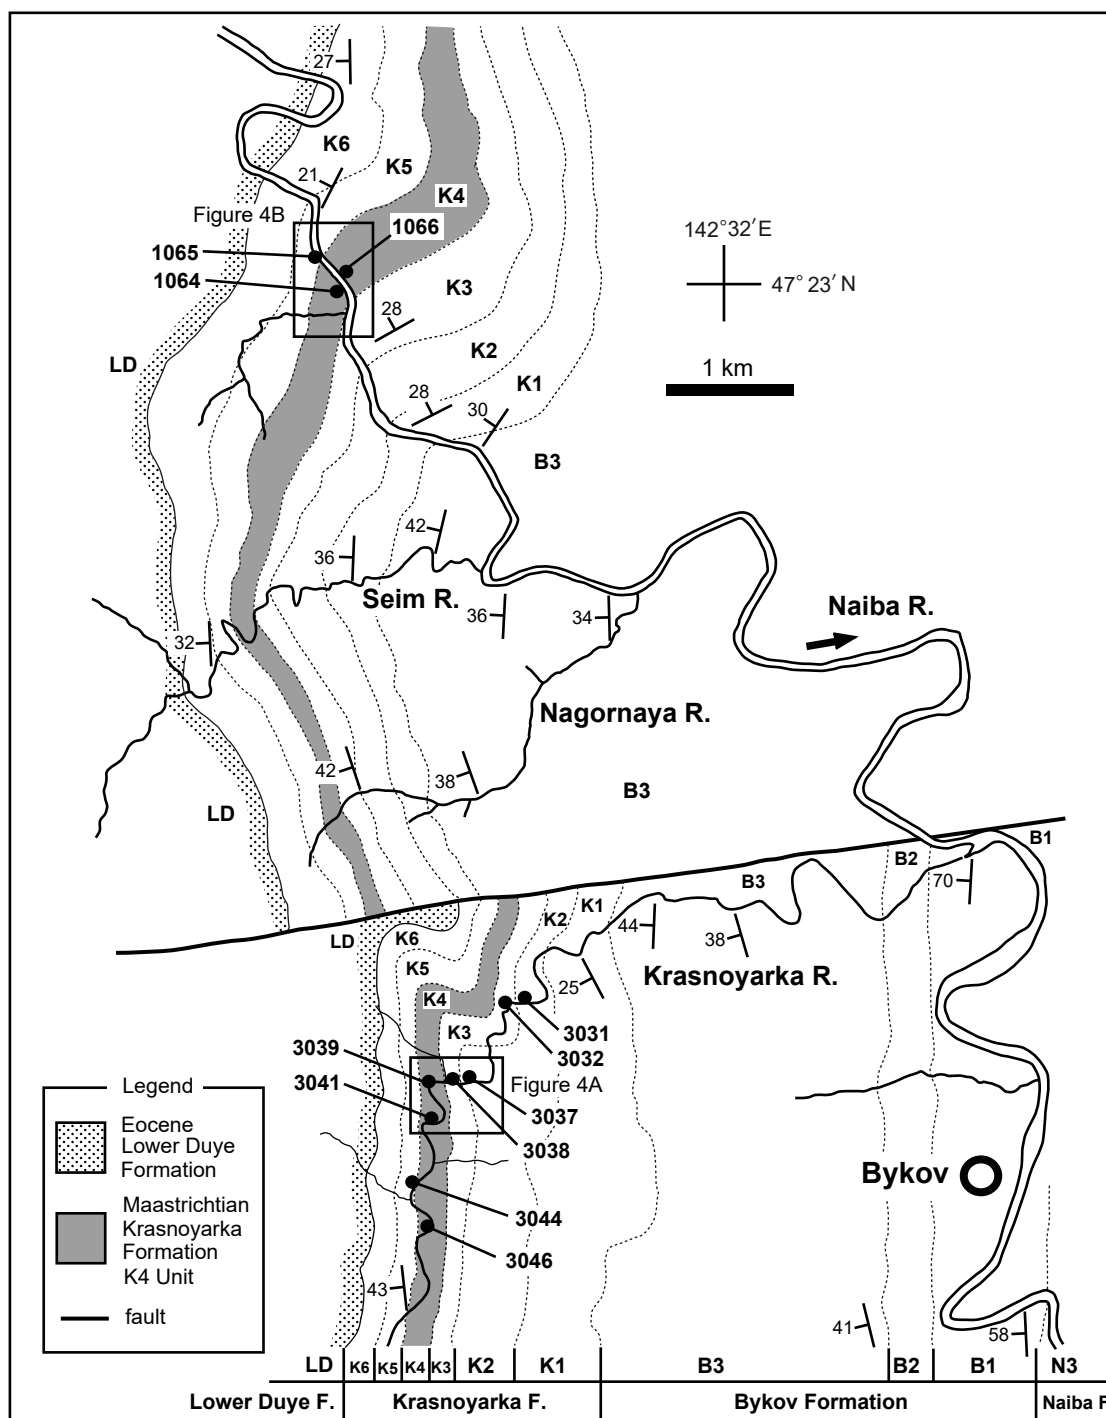 27
K6
K5
21
K4
Figure 4B
1066
142°32′E
1065
47° 23′ N
1064
K3
28
K2
LD
1 km
K1
28
30
B3
42
36
Seim R.
36
34
Naiba R.
32
Nagornaya R.
42
38
B3
LD
B1
B2
B3
70
K1
K2
44
LD
K6
38
K5
Krasnoyarka R.
25
K4
K3
3031
3032
3039
Figure 4A
3041
3037
3038
Legend
Eocene
Lower Duye
Formation
Bykov
Maastrichtian
Krasnoyarka
Formation
K4 Unit
3044
3046
43
fault
41
58
LD K6 K5 K4 K3 K2 K1 B3 B2 B1 N3
Lower Duye F. Krasnoyarka F. Bykov Formation Naiba F